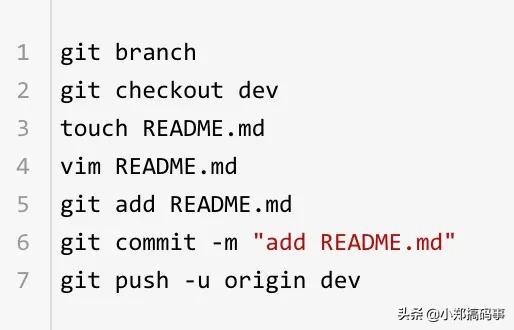 1 git branch
2 git checkout dev
3 touch README.md
4 vim README.md
5 git add README.md
6 git commit -m "add README.md"
7 git push -u origin dev
头条 @小郑搞码事